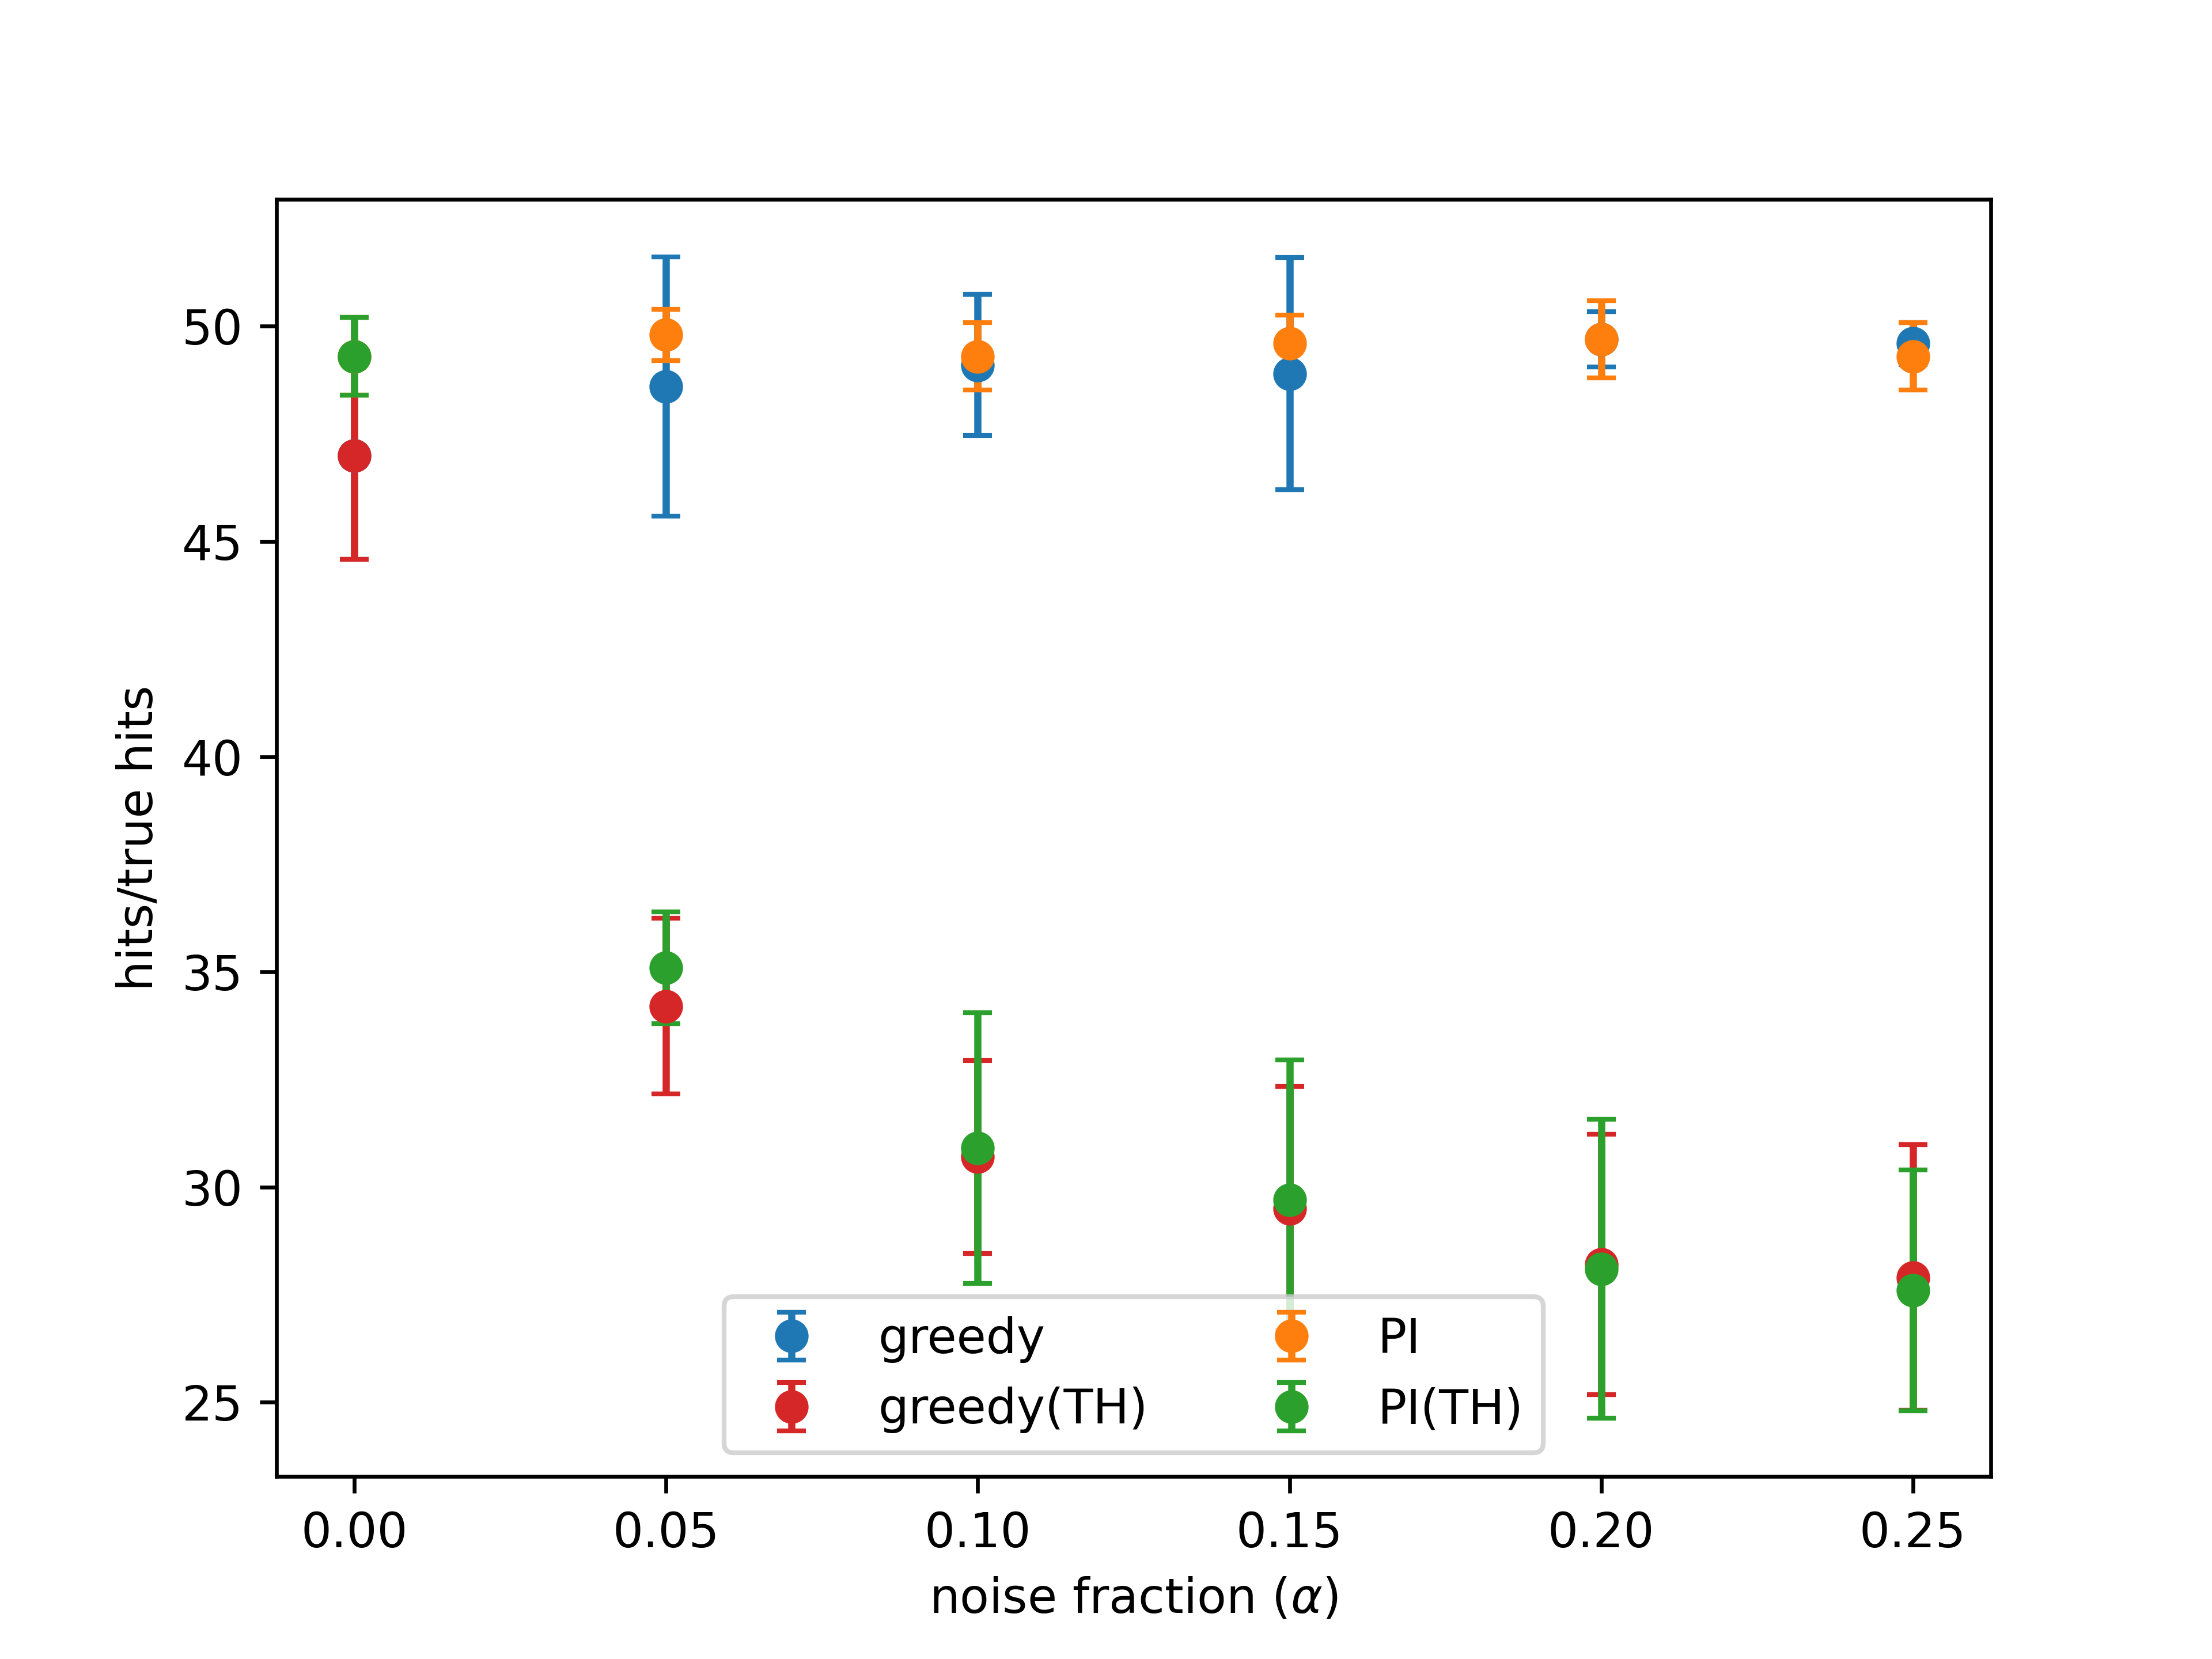 50
45
40
35
30
25
hits/true hits
greedy
PI
greedy(TH)
PI(TH)
0.00 0.05 0.10 0.15 0.20 0.25
noise fraction (α)